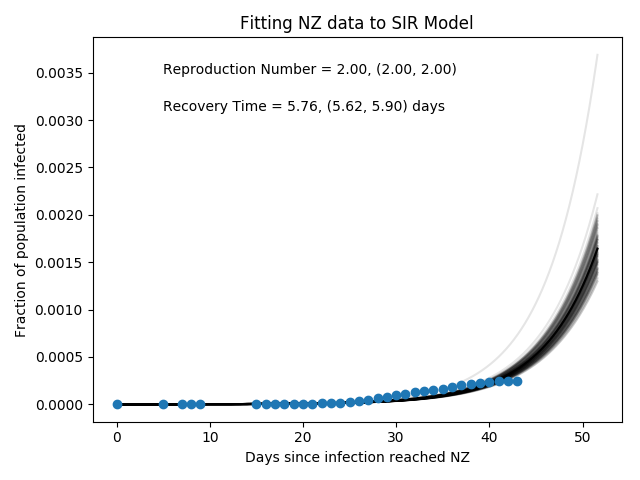 Fitting NZ data to SIR Model
Reproduction Number = 2.00, (2.00, 2.00)
Recovery Time = 5.76, (5.62, 5.90) days
Fraction of population infected
0.0035
0.0030
0.0025
0.0020
0.0015
0.0010
0.0005
0.0000
0 10 20 30 40 50
Days since infection reached NZ